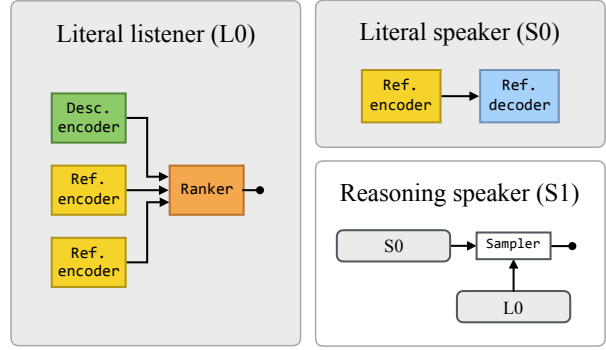 Literal listener (L0)
Desc.
encoder
Ref.
encoder
Ref.
encoder
Ranker
Literal speaker (S0)
Ref.
encoder
Ref.
decoder
Reasoning speaker (S1)
S0
Sampler
L0